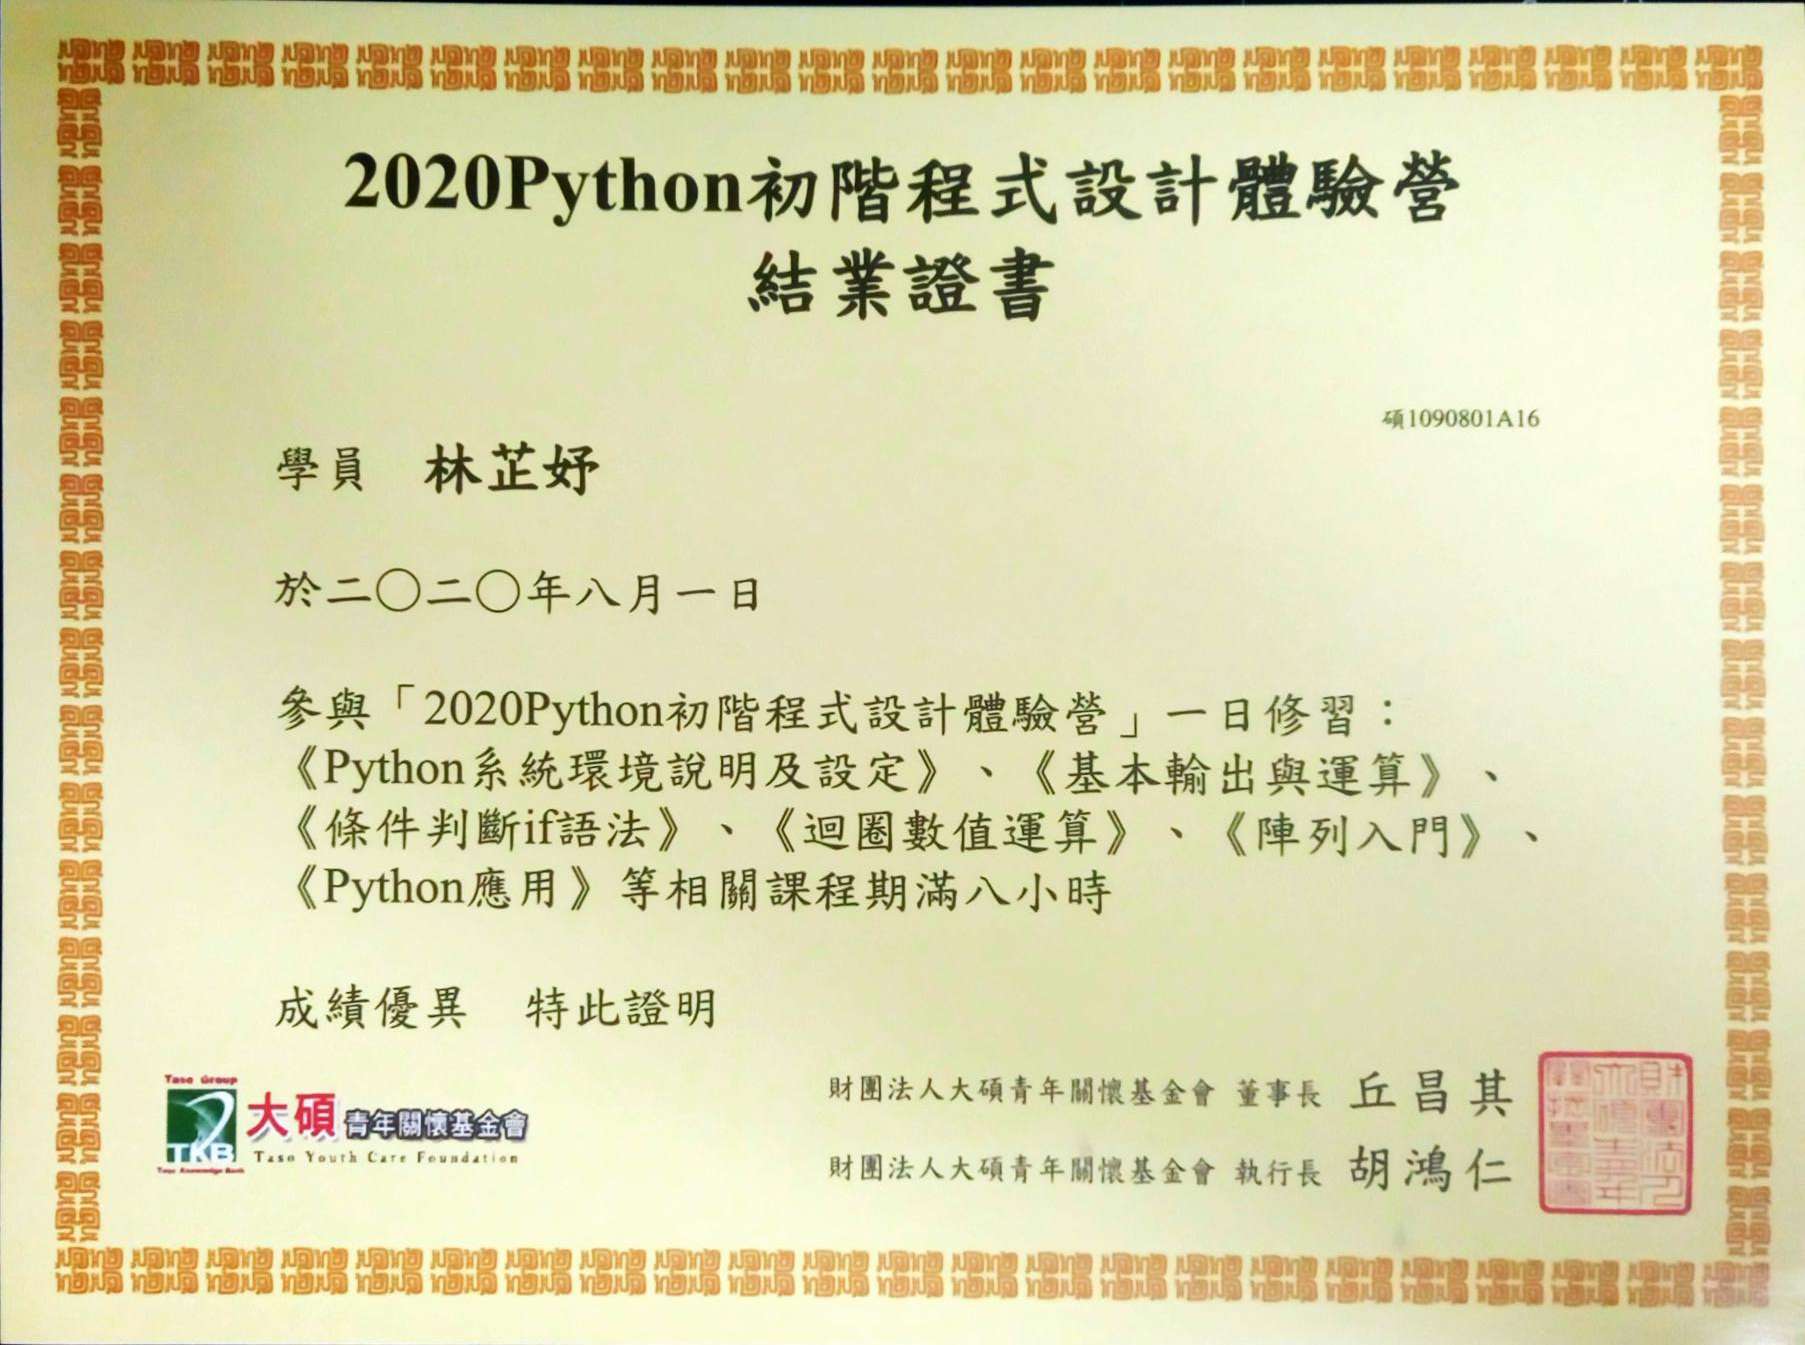 2020Python初階程式設計體驗營
結業證書
碩1090801A16
學員 林芷妤
於二〇二〇年八月一日
參與「2020Python初階程式設計體驗營」一日修習：
《Python系統環境說明及設定》、《基本輸出與運算》、
《條件判斷if語法》、《迴圈數值運算》、《陣列入門》、
《Python應用》等相關課程期滿八小時
成績優異 特此證明
Taso Group
TKB
Taso Knowledge Bank
大碩青年關懷基金會
Taso Youth Care Foundation
財團法人大碩青年關懷基金會 董事長 丘昌其
財團法人大碩青年關懷基金會 執行長 胡鴻仁